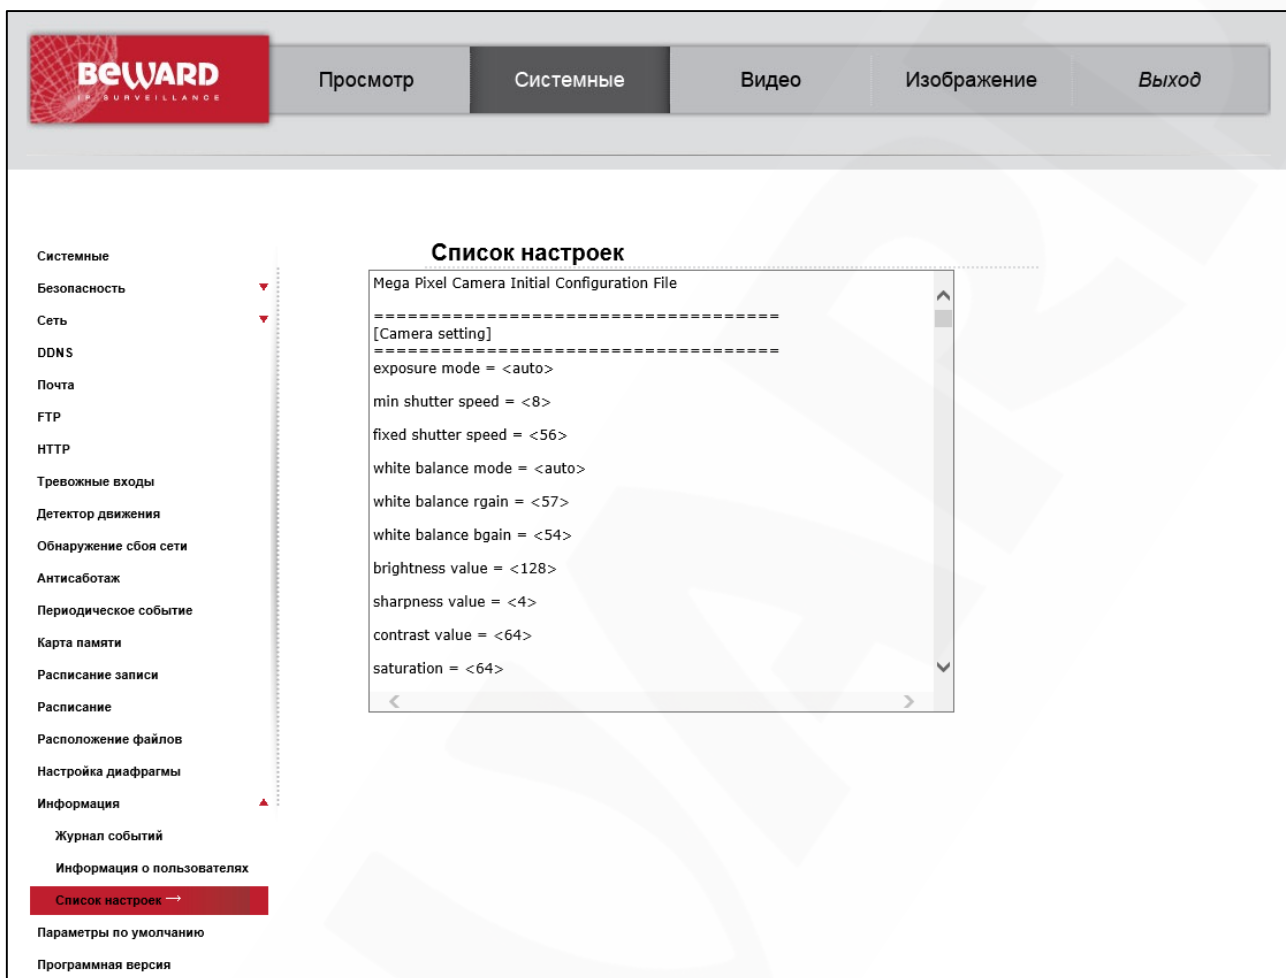 BEWARD
IP SURVEILLANCE
Просмотр
Системные
Видео
Изображение
Выход
Системные
Безопасность
Сеть
DDNS
Почта
FTP
HTTP
Тревожные входы
Детектор движения
Обнаружение сбоя сети
Антисаботаж
Периодическое событие
Карта памяти
Расписание записи
Расписание
Расположение файлов
Настройка диафрагмы
Информация
Журнал событий
Информация о пользователях
Список настроек →
Параметры по умолчанию
Программная версия
Список настроек
Mega Pixel Camera Initial Configuration File
====================================
[Camera setting]
====================================
exposure mode = <auto>
min shutter speed = <8>
fixed shutter speed = <56>
white balance mode = <auto>
white balance rgain = <57>
white balance bgain = <54>
brightness value = <128>
sharpness value = <4>
contrast value = <64>
saturation = <64>